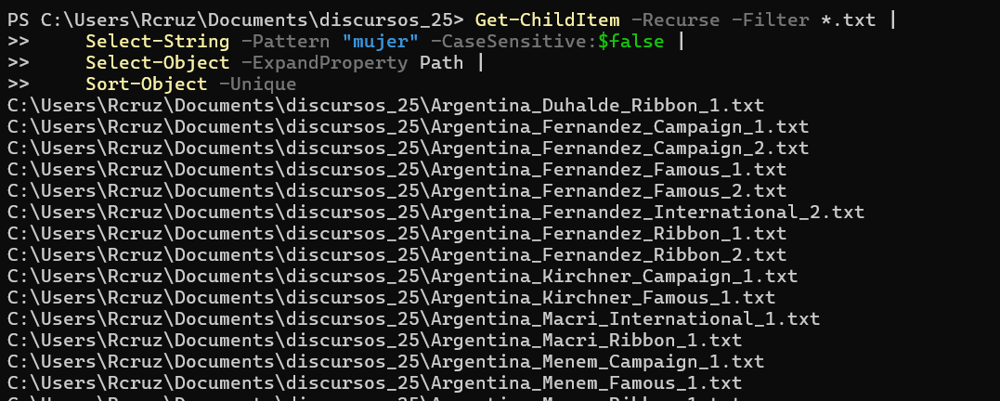 PS C:\Users\Rcruz\Documents\discursos_25> Get-ChildItem -Recurse -Filter *.txt |
>>     Select-String -Pattern "mujer" -CaseSensitive:$false |
>>     Select-Object -ExpandProperty Path |
>>     Sort-Object -Unique
C:\Users\Rcruz\Documents\discursos_25\Argentina_Duhalde_Ribbon_1.txt
C:\Users\Rcruz\Documents\discursos_25\Argentina_Fernandez_Campaign_1.txt
C:\Users\Rcruz\Documents\discursos_25\Argentina_Fernandez_Campaign_2.txt
C:\Users\Rcruz\Documents\discursos_25\Argentina_Fernandez_Famous_1.txt
C:\Users\Rcruz\Documents\discursos_25\Argentina_Fernandez_Famous_2.txt
C:\Users\Rcruz\Documents\discursos_25\Argentina_Fernandez_International_2.txt
C:\Users\Rcruz\Documents\discursos_25\Argentina_Fernandez_Ribbon_1.txt
C:\Users\Rcruz\Documents\discursos_25\Argentina_Fernandez_Ribbon_2.txt
C:\Users\Rcruz\Documents\discursos_25\Argentina_Kirchner_Campaign_1.txt
C:\Users\Rcruz\Documents\discursos_25\Argentina_Kirchner_Famous_1.txt
C:\Users\Rcruz\Documents\discursos_25\Argentina_Macri_International_1.txt
C:\Users\Rcruz\Documents\discursos_25\Argentina_Macri_Ribbon_1.txt
C:\Users\Rcruz\Documents\discursos_25\Argentina_Menem_Campaign_1.txt
C:\Users\Rcruz\Documents\discursos_25\Argentina_Menem_Famous_1.txt